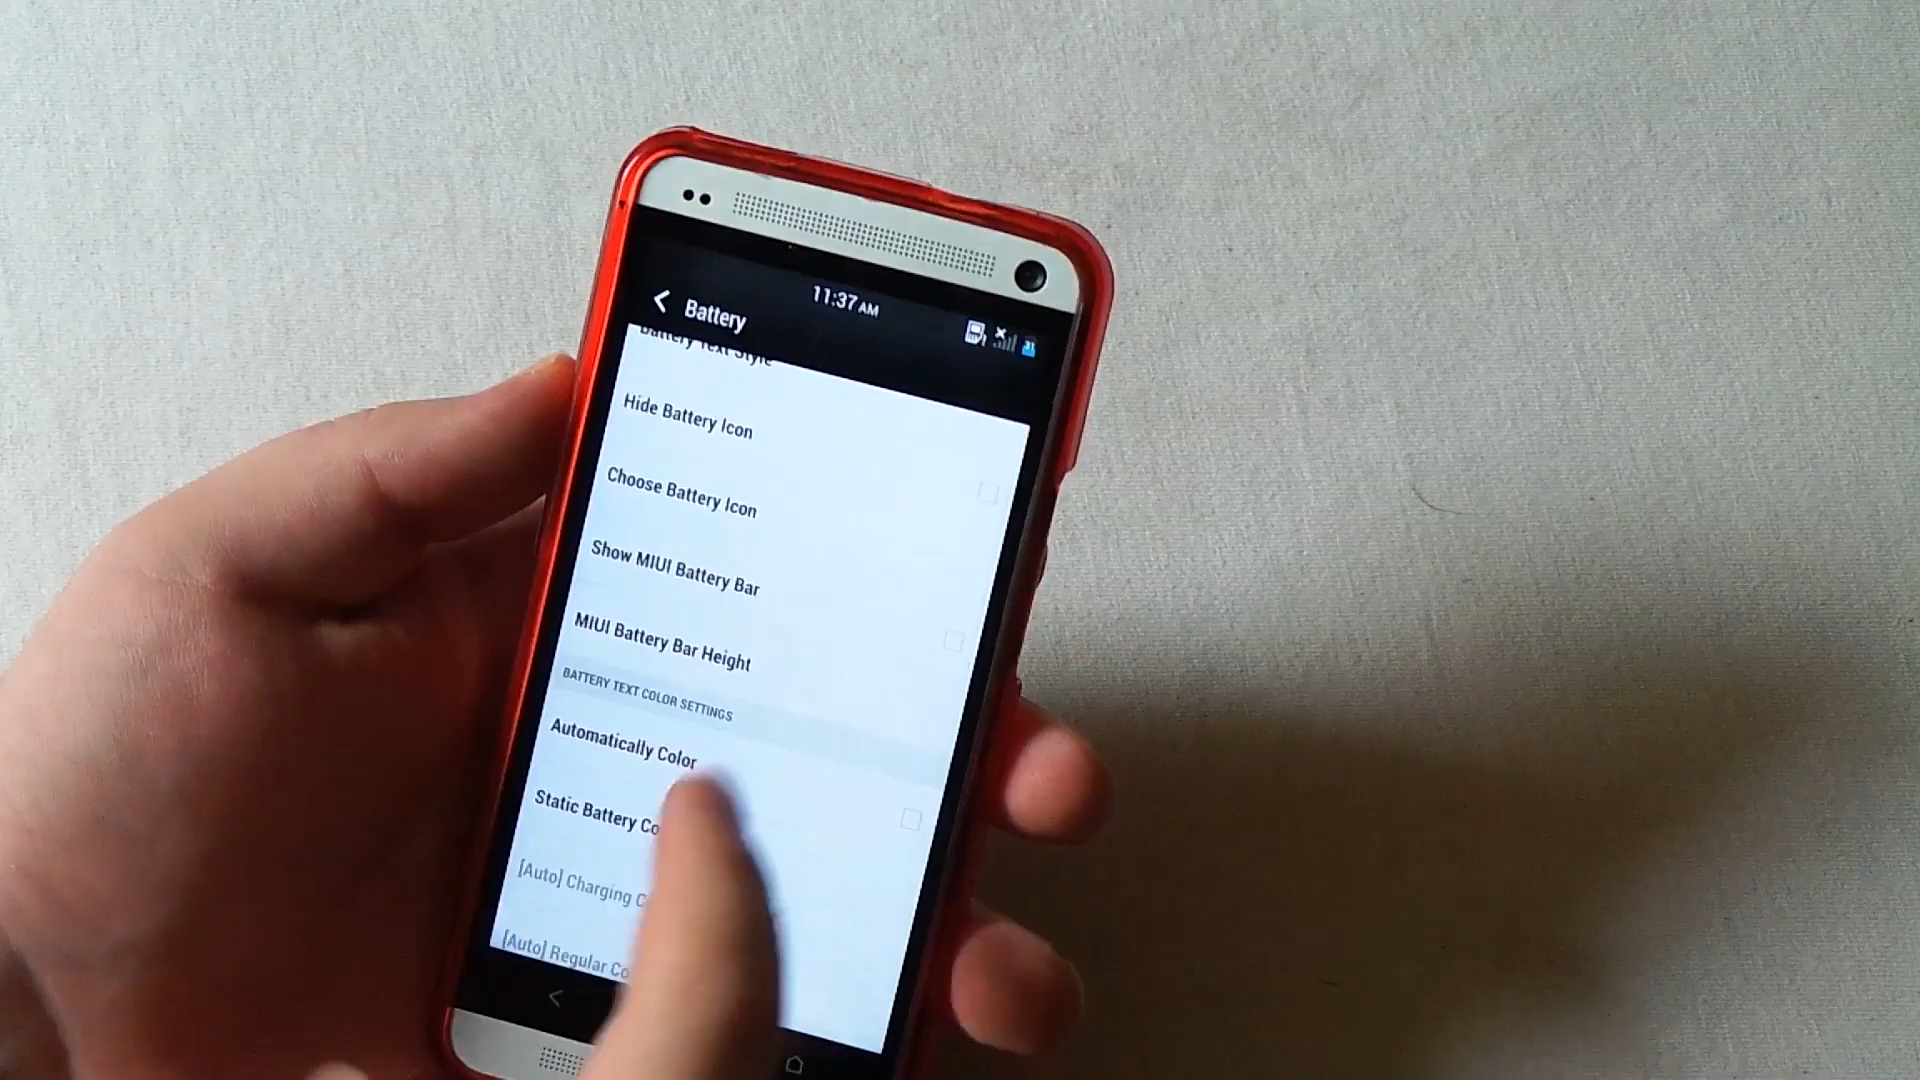 11:37 AM
Battery
31
Battery Text Style
Hide Battery Icon
Choose Battery Icon
Show MIUI Battery Bar
MIUI Battery Bar Height
BATTERY TEXT COLOR SETTINGS
Automatically Color
Static Battery Co
[Auto] Charging C
[Auto] Regular Co